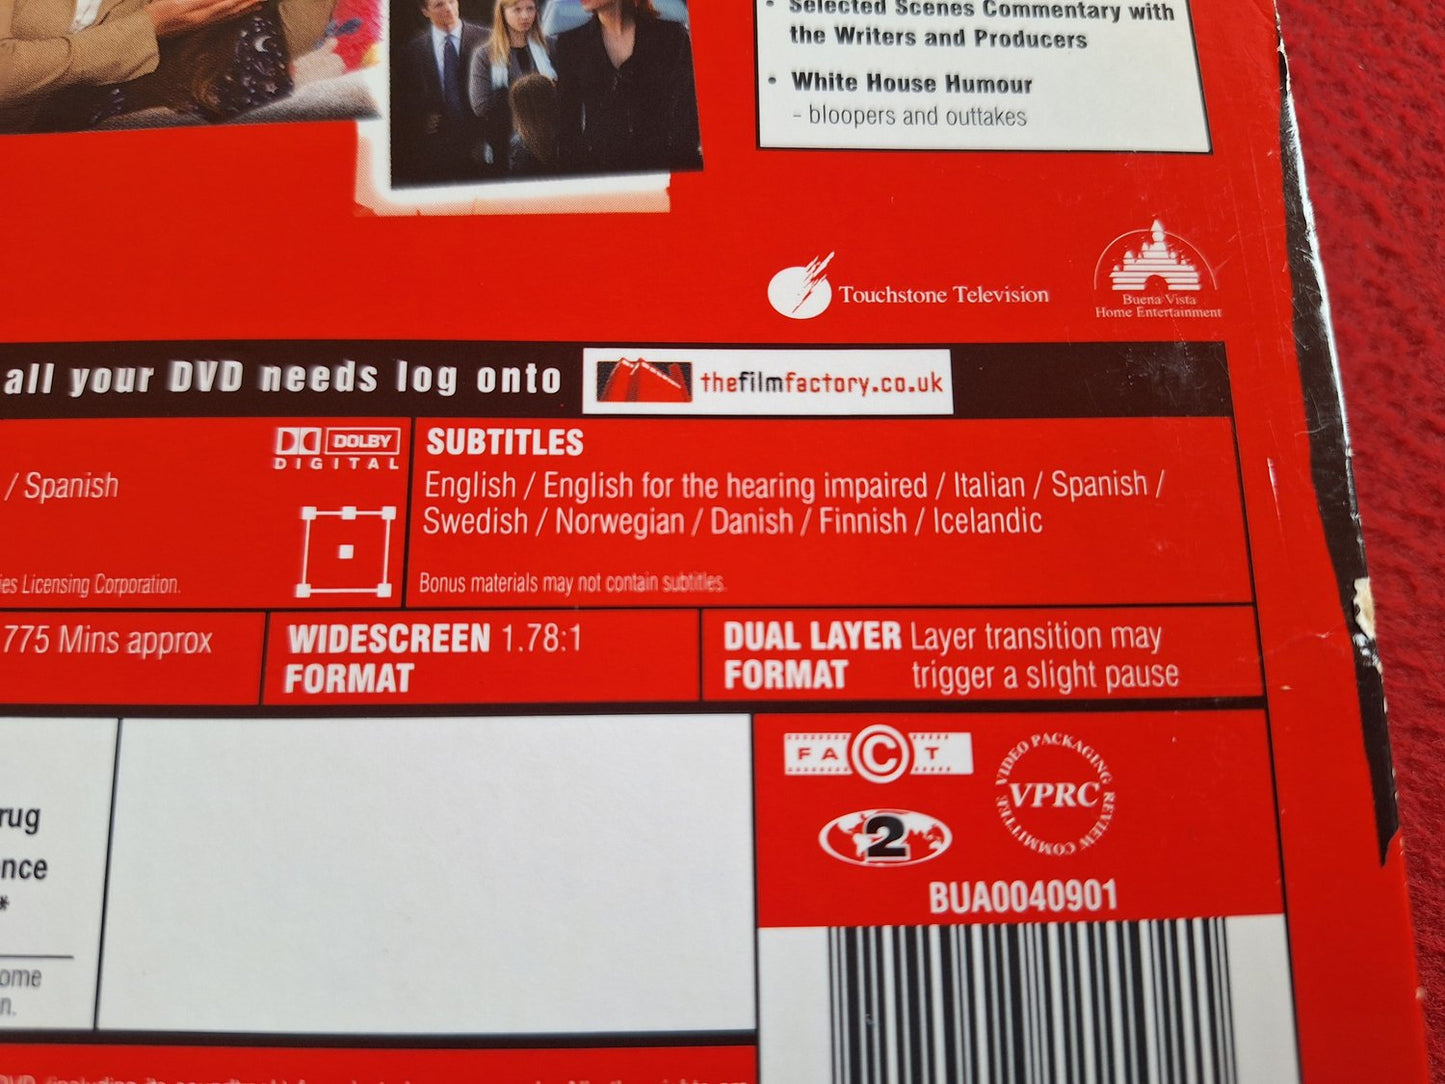 • Selected Scenes Commentary with
the Writers and Producers
• White House Humour
- bloopers and outtakes
Touchstone Television
Buena Vista
Home Entertainment
all your DVD needs log onto
thefilmfactory.co.uk
/ Spanish
DOLBY
DIGITAL
SUBTITLES
English / English for the hearing impaired / Italian / Spanish /
Swedish / Norwegian / Danish / Finnish / Icelandic
ies Licensing Corporation.
Bonus materials may not contain subtitles.
775 Mins approx
WIDESCREEN 1.78:1
FORMAT
DUAL LAYER Layer transition may
FORMAT trigger a slight pause
FACT
VIDEO PACKAGING REVIEW COMMITTEE
VPRC
2
BUA0040901
rug
nce
*
ome
n.